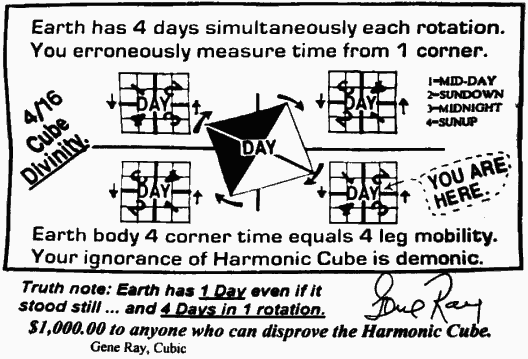 Earth has 4 days simultaneously each rotation.
You erroneously measure time from 1 corner.
4/16
Cube
Divinity.
DAY
DAY
1-MID-DAY
2-SUNDOWN
3-MIDNIGHT
4-SUNUP
DAY
DAY
DAY
YOU ARE
HERE.
Earth body 4 corner time equals 4 leg mobility.
Your ignorance of Harmonic Cube is demonic.
Truth note: Earth has 1 Day even if it
stood still ... and 4 Days in 1 rotation.
Gene Ray
$1,000.00 to anyone who can disprove the Harmonic Cube.
Gene Ray, Cubic